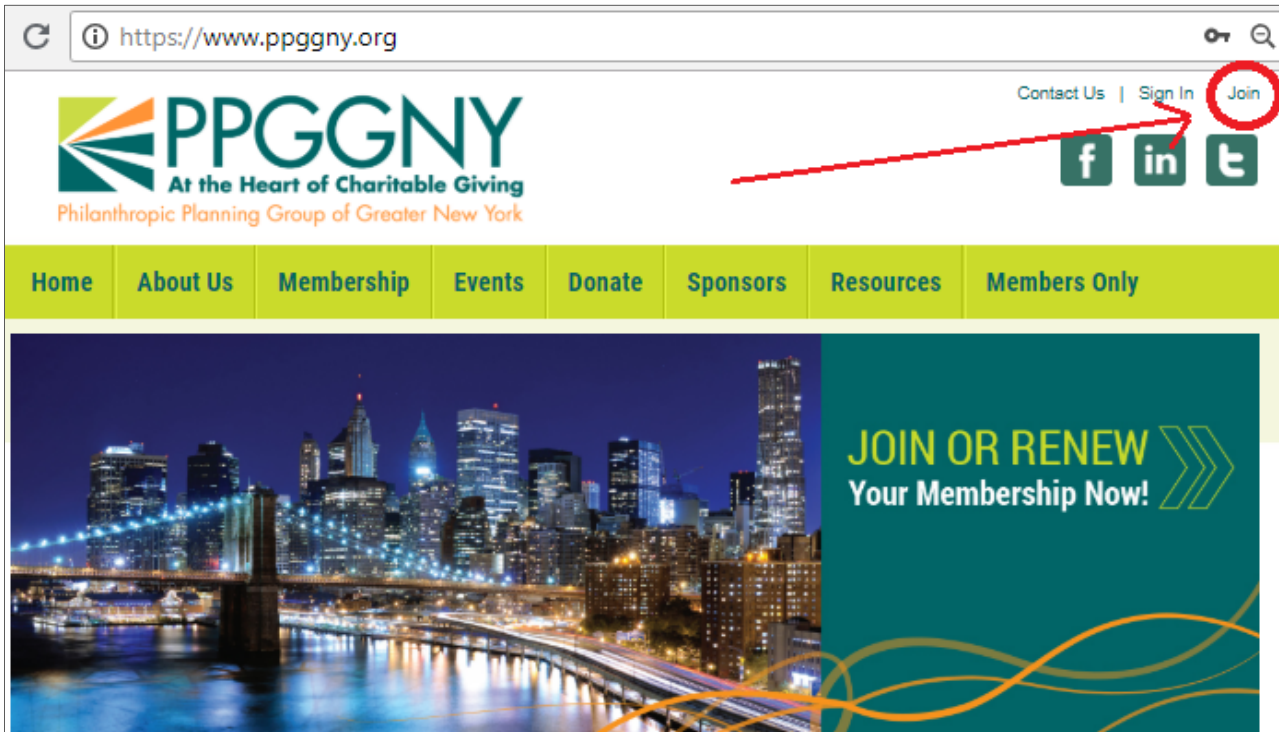 https://www.ppggny.org
Contact Us | Sign In Join
PPGGNY
At the Heart of Charitable Giving
Philanthropic Planning Group of Greater New York
f in t
Home About Us Membership Events Donate Sponsors Resources Members Only
JOIN OR RENEW
Your Membership Now!